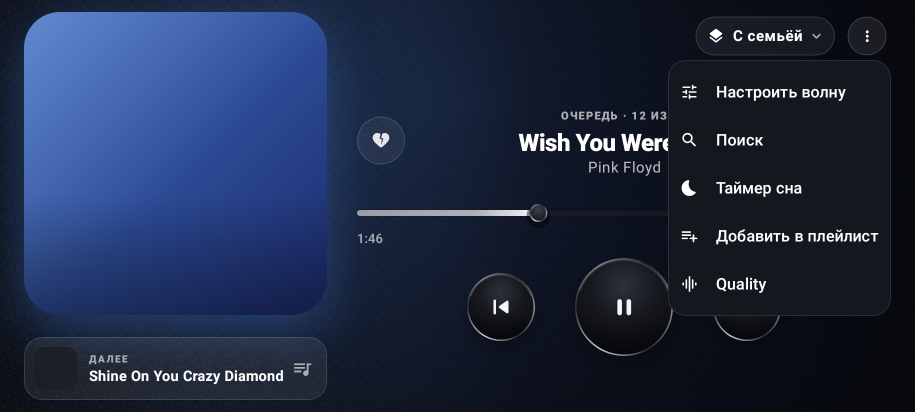 С семьёй
Настроить волну
Поиск
Таймер сна
Добавить в плейлист
Quality
ОЧЕРЕДЬ · 12 ИЗ
Wish You Were
Pink Floyd
1:46
ДАЛЕЕ
Shine On You Crazy Diamond